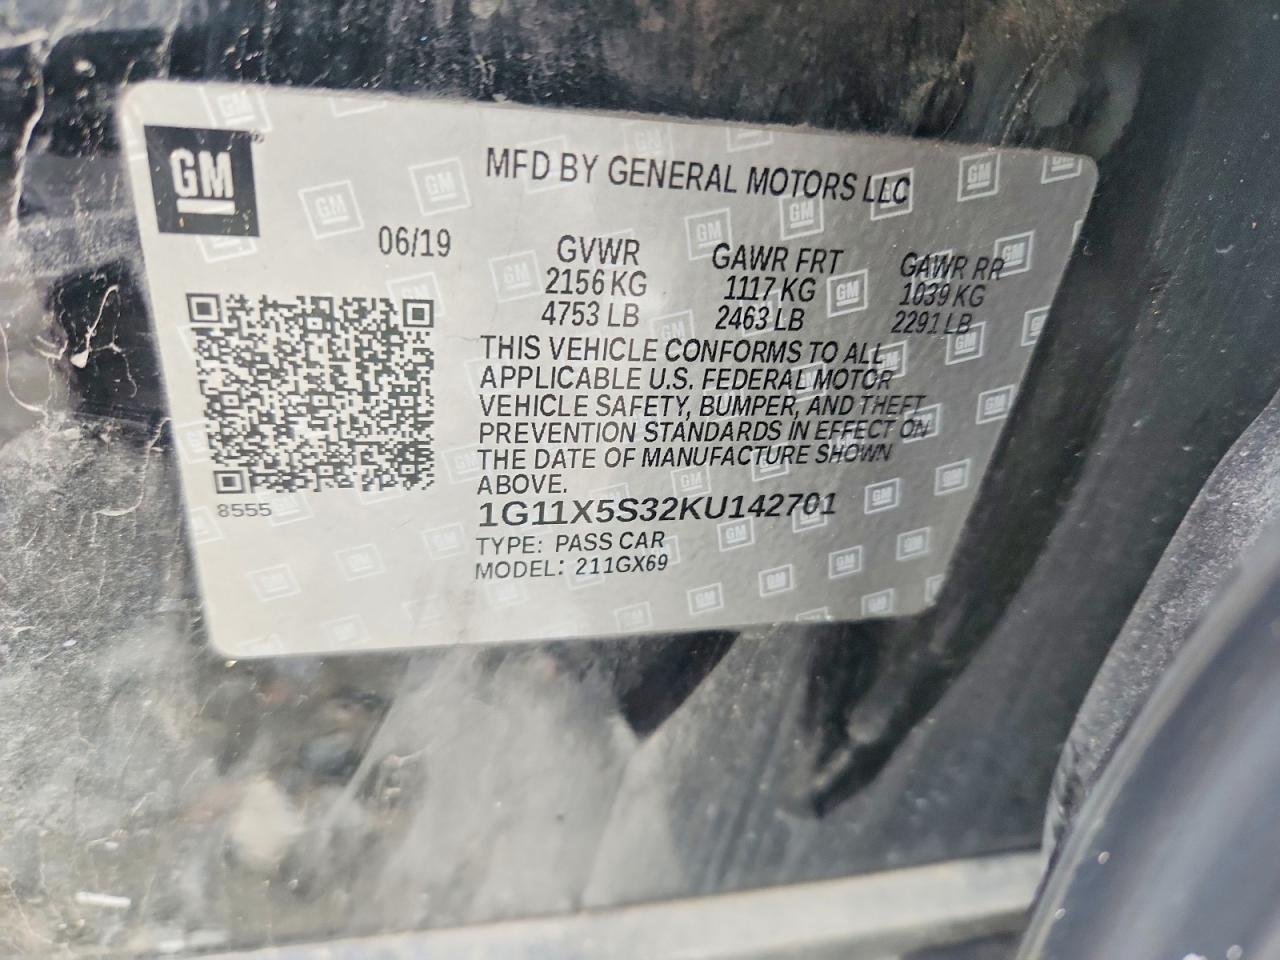 GM
MFD BY GENERAL MOTORS LLC
06/19
GVWR GAWR FRT GAWR RR
2156 KG 1117 KG 1039 KG
4753 LB 2463 LB 2291 LB
THIS VEHICLE CONFORMS TO ALL
APPLICABLE U.S. FEDERAL MOTOR
VEHICLE SAFETY, BUMPER, AND THEFT
PREVENTION STANDARDS IN EFFECT ON
THE DATE OF MANUFACTURE SHOWN
ABOVE.
8555
1G11X5S32KU142701
TYPE: PASS CAR
MODEL: 211GX69